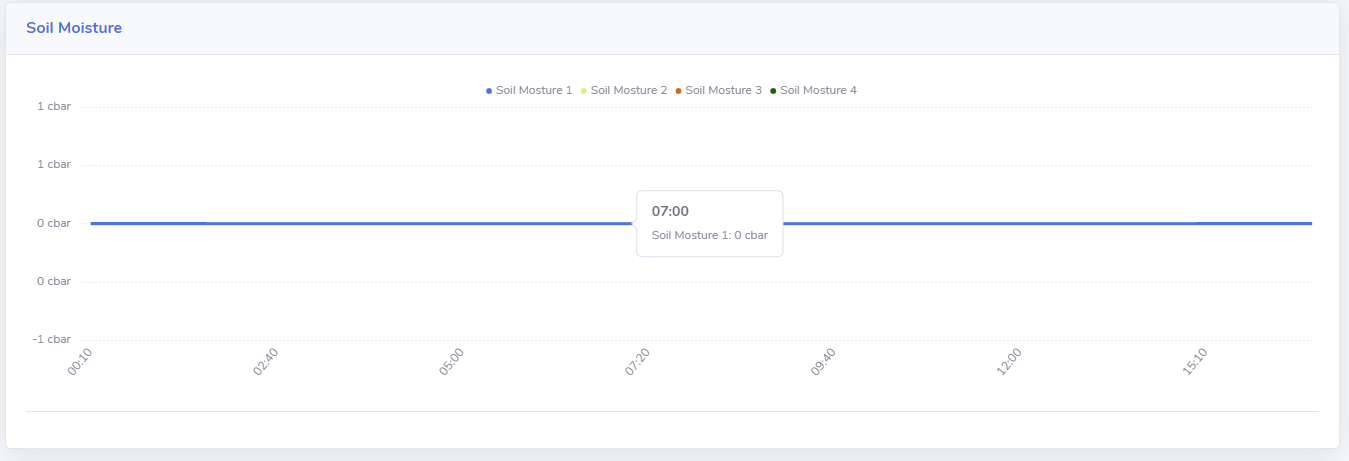 Soil Moisture
Soil Mosture 1 Soil Mosture 2 Soil Mosture 3 Soil Mosture 4
1 cbar
1 cbar
0 cbar
0 cbar
-1 cbar
07:00
Soil Mosture 1: 0 cbar
00:10 02:40 05:00 07:20 09:40 12:00 15:10